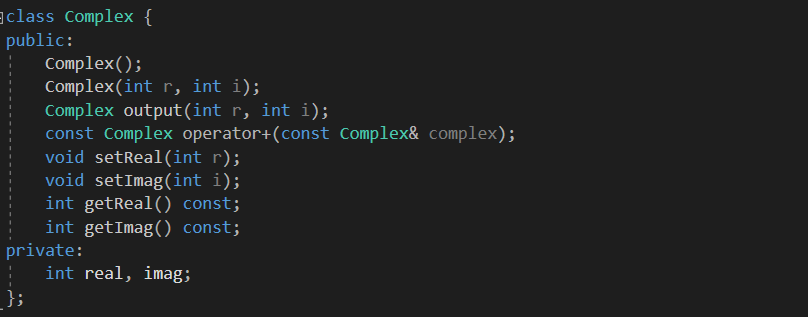 class Complex {
public:
    Complex();
    Complex(int r, int i);
    Complex output(int r, int i);
    const Complex operator+(const Complex& complex);
    void setReal(int r);
    void setImag(int i);
    int getReal() const;
    int getImag() const;
private:
    int real, imag;
};